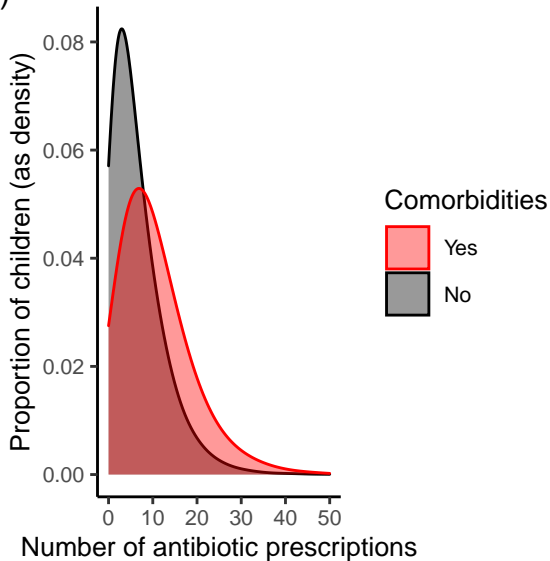 )
Proportion of children (as density)
0.08
0.06
0.04
0.02
0.00
0 10 20 30 40 50
Number of antibiotic prescriptions
Comorbidities
Yes
No